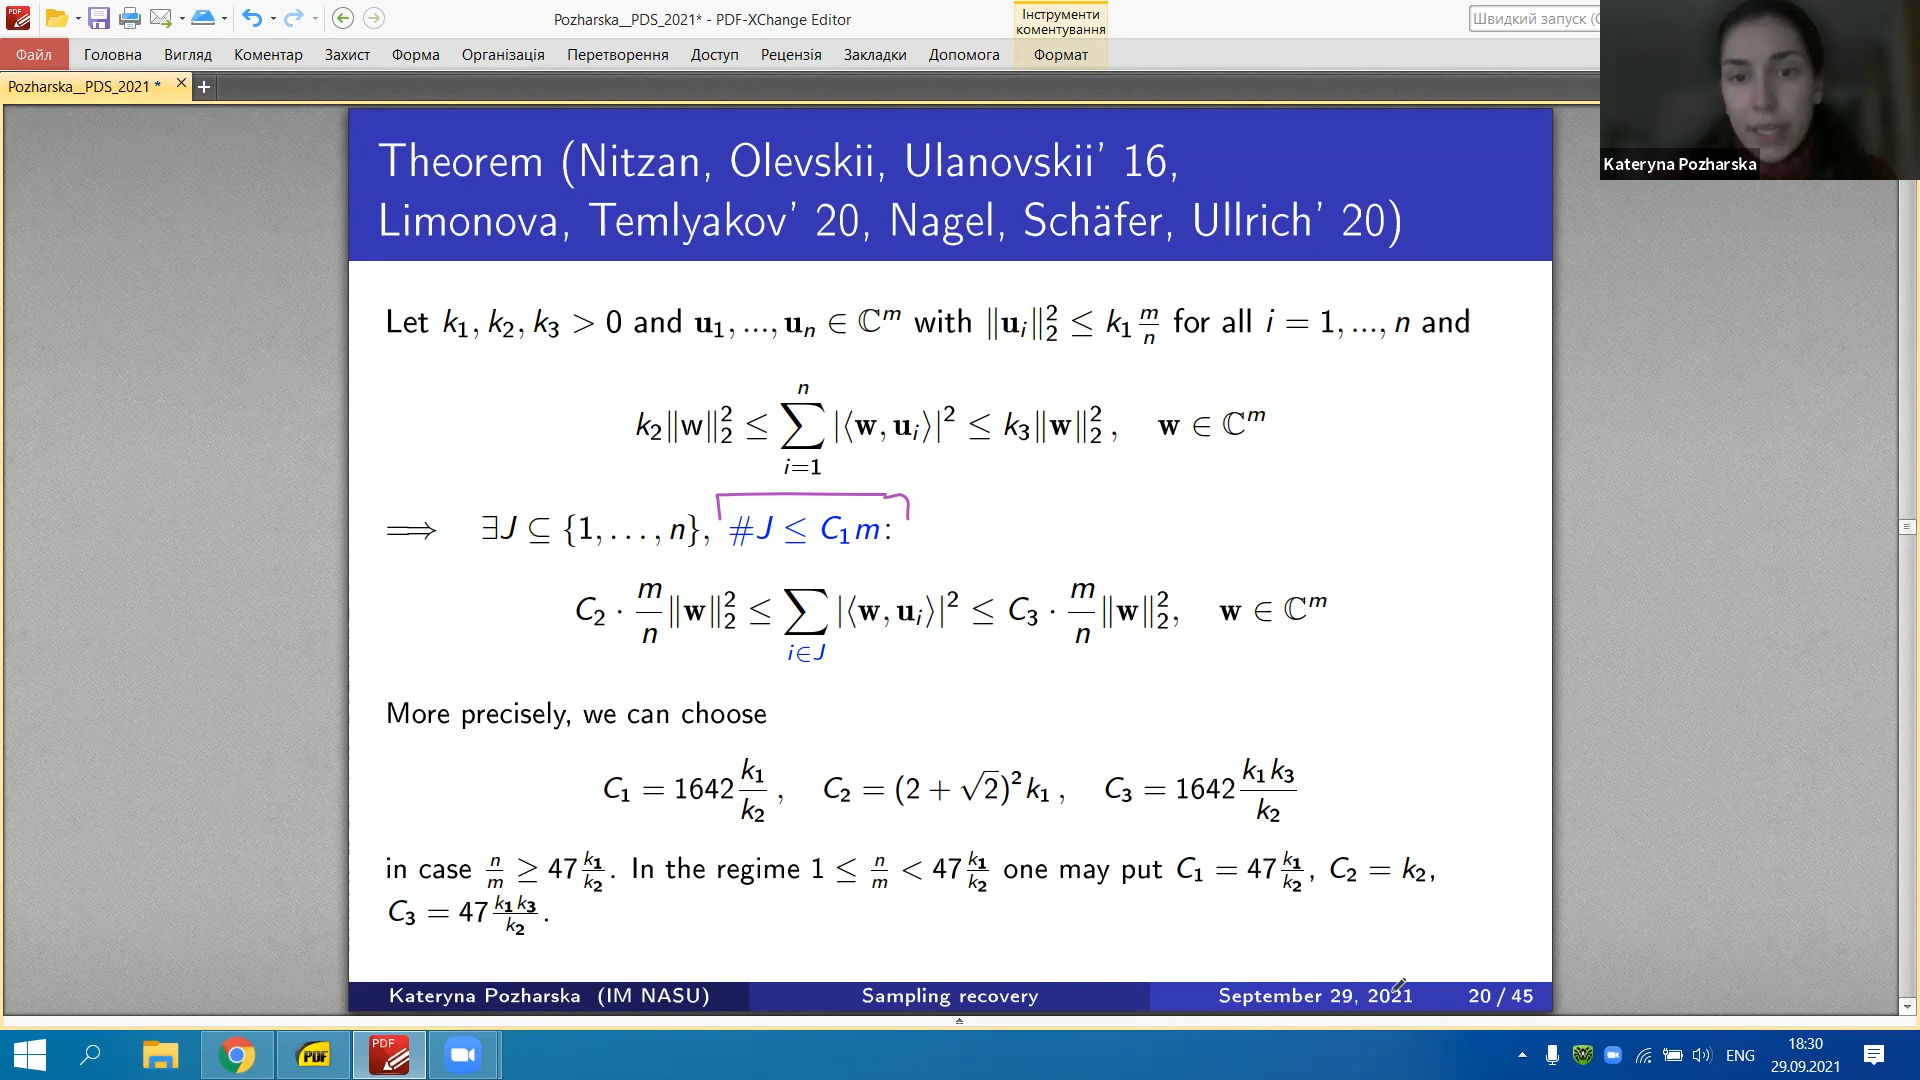 Pozharska__PDS_2021* - PDF-XChange Editor
Інструменти коментування
Швидкий запуск (
Файл Головна Вигляд Коментар Захист Форма Організація Перетворення Доступ Рецензія Закладки Довідка Формат
Pozharska__PDS_2021 *
Kateryna Pozharska
Theorem (Nitzan, Olevskii, Ulanovskii' 16,
Limonova, Temlyakov' 20, Nagel, Schäfer, Ullrich' 20)
Let k₁, k₂, k₃ > 0 and u₁, ..., uₙ ∈ ℂᵐ with ‖uᵢ‖₂² ≤ k₁ m/n for all i = 1, ..., n and
k₂‖w‖₂² ≤ ∑ᵢ₌₁ⁿ |⟨w, uᵢ⟩|² ≤ k₃‖w‖₂² , w ∈ ℂᵐ
⟹ ∃J ⊆ {1, . . . , n}, #J ≤ C₁m:
C₂ · m/n ‖w‖₂² ≤ ∑_{i∈J} |⟨w, uᵢ⟩|² ≤ C₃ · m/n ‖w‖₂², w ∈ ℂᵐ
More precisely, we can choose
C₁ = 1642 k₁/k₂ , C₂ = (2 + √2)² k₁ , C₃ = 1642 k₁k₃/k₂
in case n/m ≥ 47 k₁/k₂. In the regime 1 ≤ n/m < 47 k₁/k₂ one may put C₁ = 47 k₁/k₂, C₂ = k₂,
C₃ = 47 k₁k₃/k₂.
Kateryna Pozharska (IM NASU) Sampling recovery September 29, 2021 20 / 45
PDF
PDF
ENG
18:30
29.09.2021